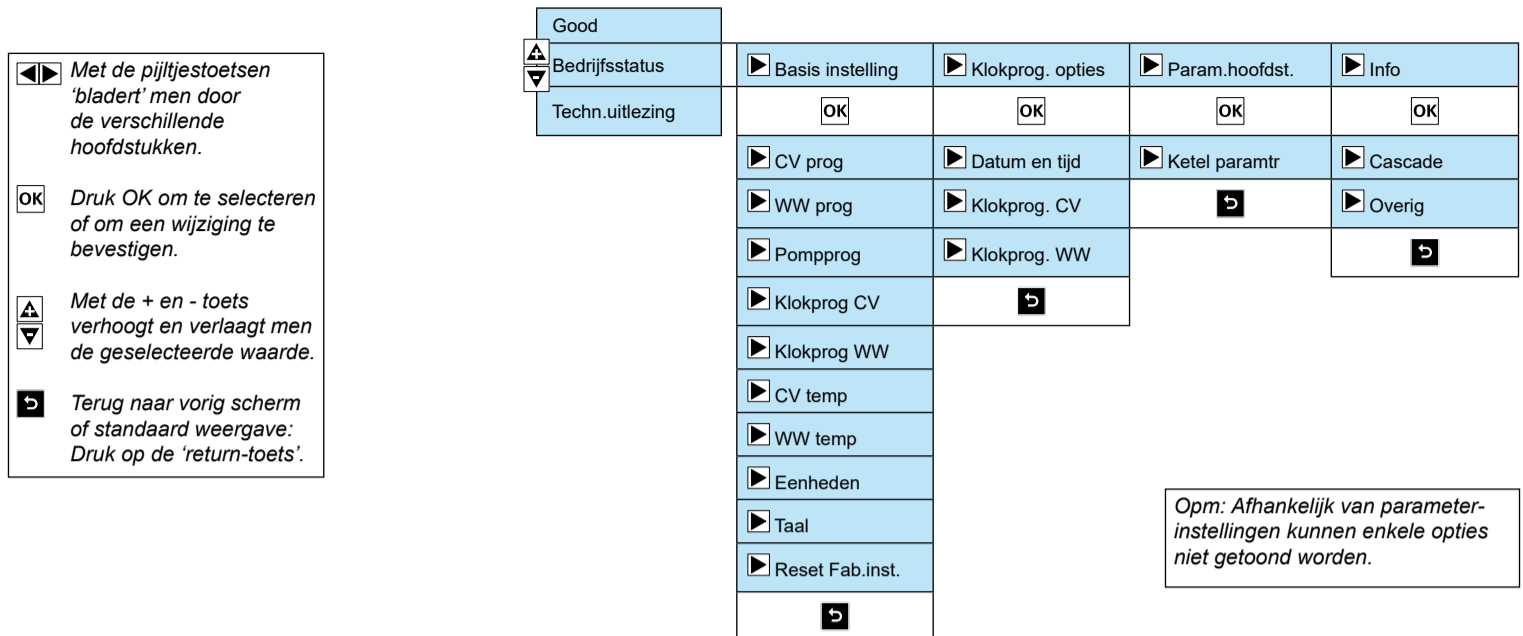 Met de pijltjestoetsen
‘bladert’ men door
de verschillende
hoofdstukken.
OK
Druk OK om te selecteren
of om een wijziging te
bevestigen.
+
-
Met de + en - toets
verhoogt en verlaagt men
de geselecteerde waarde.
Terug naar vorig scherm
of standaard weergave:
Druk op de ‘return-toets’.
Good
+
-
Bedrijfsstatus
Techn.uitlezing
Basis instelling
Klokprog. opties
Param.hoofdst.
Info
OK
OK
OK
OK
CV prog
Datum en tijd
Ketel paramtr
Cascade
WW prog
Klokprog. CV
Overig
Pompprog
Klokprog. WW
Klokprog CV
Klokprog WW
CV temp
WW temp
Eenheden
Taal
Reset Fab.inst.
Opm: Afhankelijk van parameter-
instellingen kunnen enkele opties
niet getoond worden.